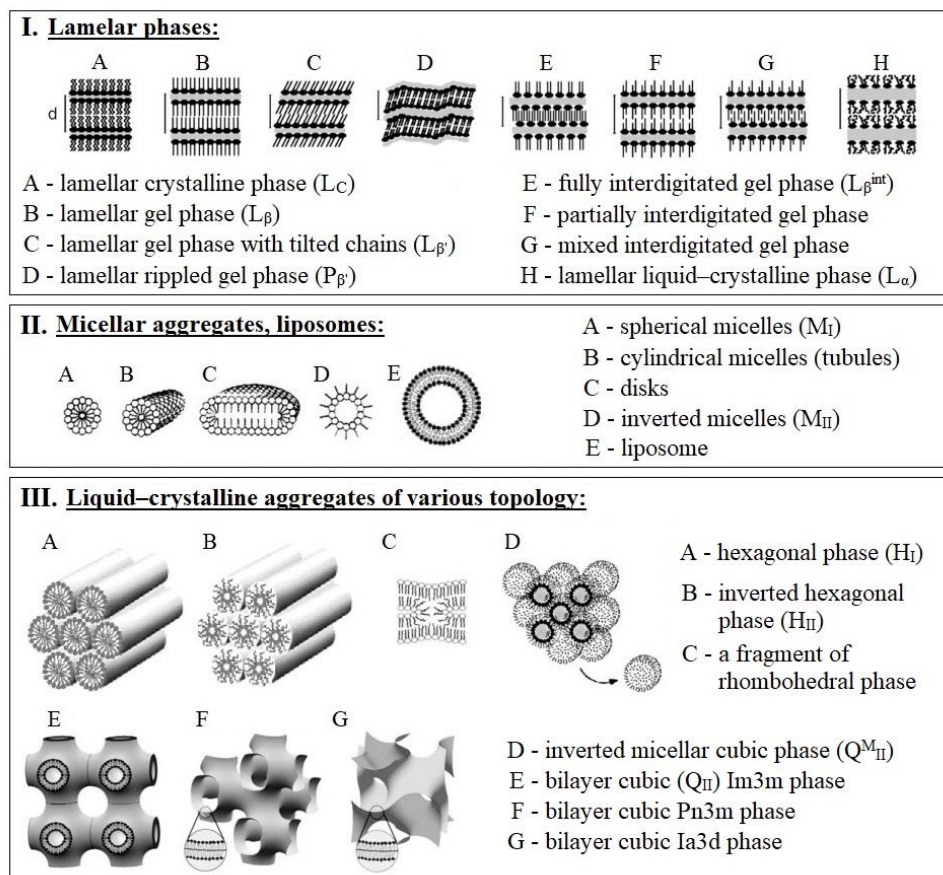 I. Lamelar phases:
A B C D E F G H
d
A - lamellar crystalline phase (LC)
B - lamellar gel phase (Lβ)
C - lamellar gel phase with tilted chains (Lβ')
D - lamellar rippled gel phase (Pβ')
E - fully interdigitated gel phase (Lβint)
F - partially interdigitated gel phase
G - mixed interdigitated gel phase
H - lamellar liquid–crystalline phase (Lα)
II. Micellar aggregates, liposomes:
A B C D E
A - spherical micelles (MI)
B - cylindrical micelles (tubules)
C - disks
D - inverted micelles (MII)
E - liposome
III. Liquid–crystalline aggregates of various topology:
A B C D
A - hexagonal phase (HI)
B - inverted hexagonal
phase (HII)
C - a fragment of
rhombohedral phase
E F G
D - inverted micellar cubic phase (QMII)
E - bilayer cubic (QII) Im3m phase
F - bilayer cubic Pn3m phase
G - bilayer cubic Ia3d phase